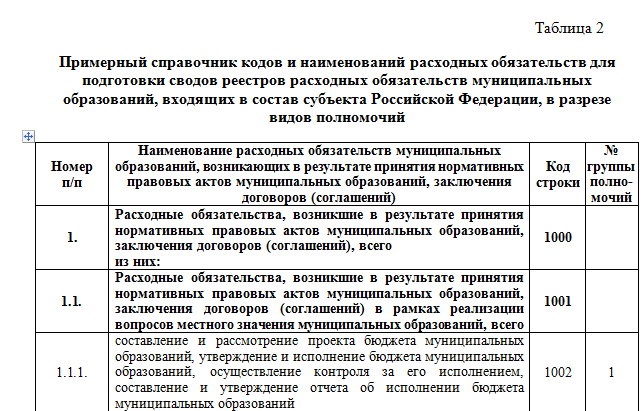 Таблица 2
Примерный справочник кодов и наименований расходных обязательств для
подготовки сводов реестров расходных обязательств муниципальных
образований, входящих в состав субъекта Российской Федерации, в разрезе
видов полномочий
Номер
п/п
Наименование расходных обязательств муниципальных
образований, возникающих в результате принятия нормативных
правовых актов муниципальных образований, заключения
договоров (соглашений)
Код
строки
№
группы
полно-
мочий
1.
Расходные обязательства, возникшие в результате принятия
нормативных правовых актов муниципальных образований,
заключения договоров (соглашений), всего
из них:
1000
1.1.
Расходные обязательства, возникшие в результате принятия
нормативных правовых актов муниципальных образований,
заключения договоров (соглашений) в рамках реализации
вопросов местного значения муниципальных образований, всего
1001
1.1.1.
составление и рассмотрение проекта бюджета муниципальных
образований, утверждение и исполнение бюджета муниципальных
образований, осуществление контроля за его исполнением,
составление и утверждение отчета об исполнении бюджета
муниципальных образований
1002
1